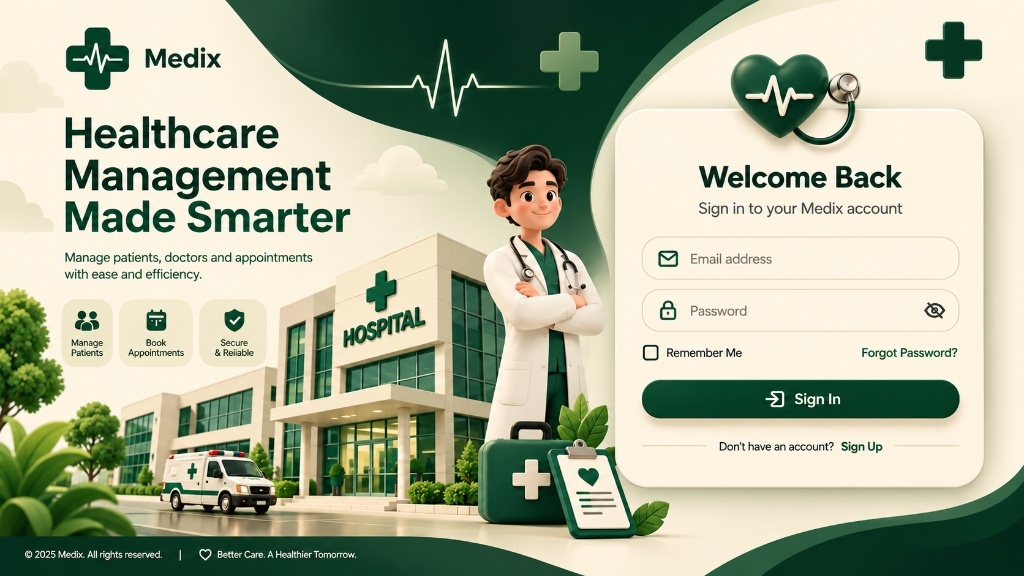 Medix
Healthcare
Management
Made Smarter
Manage patients, doctors and appointments
with ease and efficiency.
Manage
Patients
Book
Appointments
Secure
& Reliable
HOSPITAL
Welcome Back
Sign in to your Medix account
Email address
Password
Remember Me
Forgot Password?
Sign In
Don't have an account? Sign Up
© 2025 Medix. All rights reserved. | Better Care. A Healthier Tomorrow.